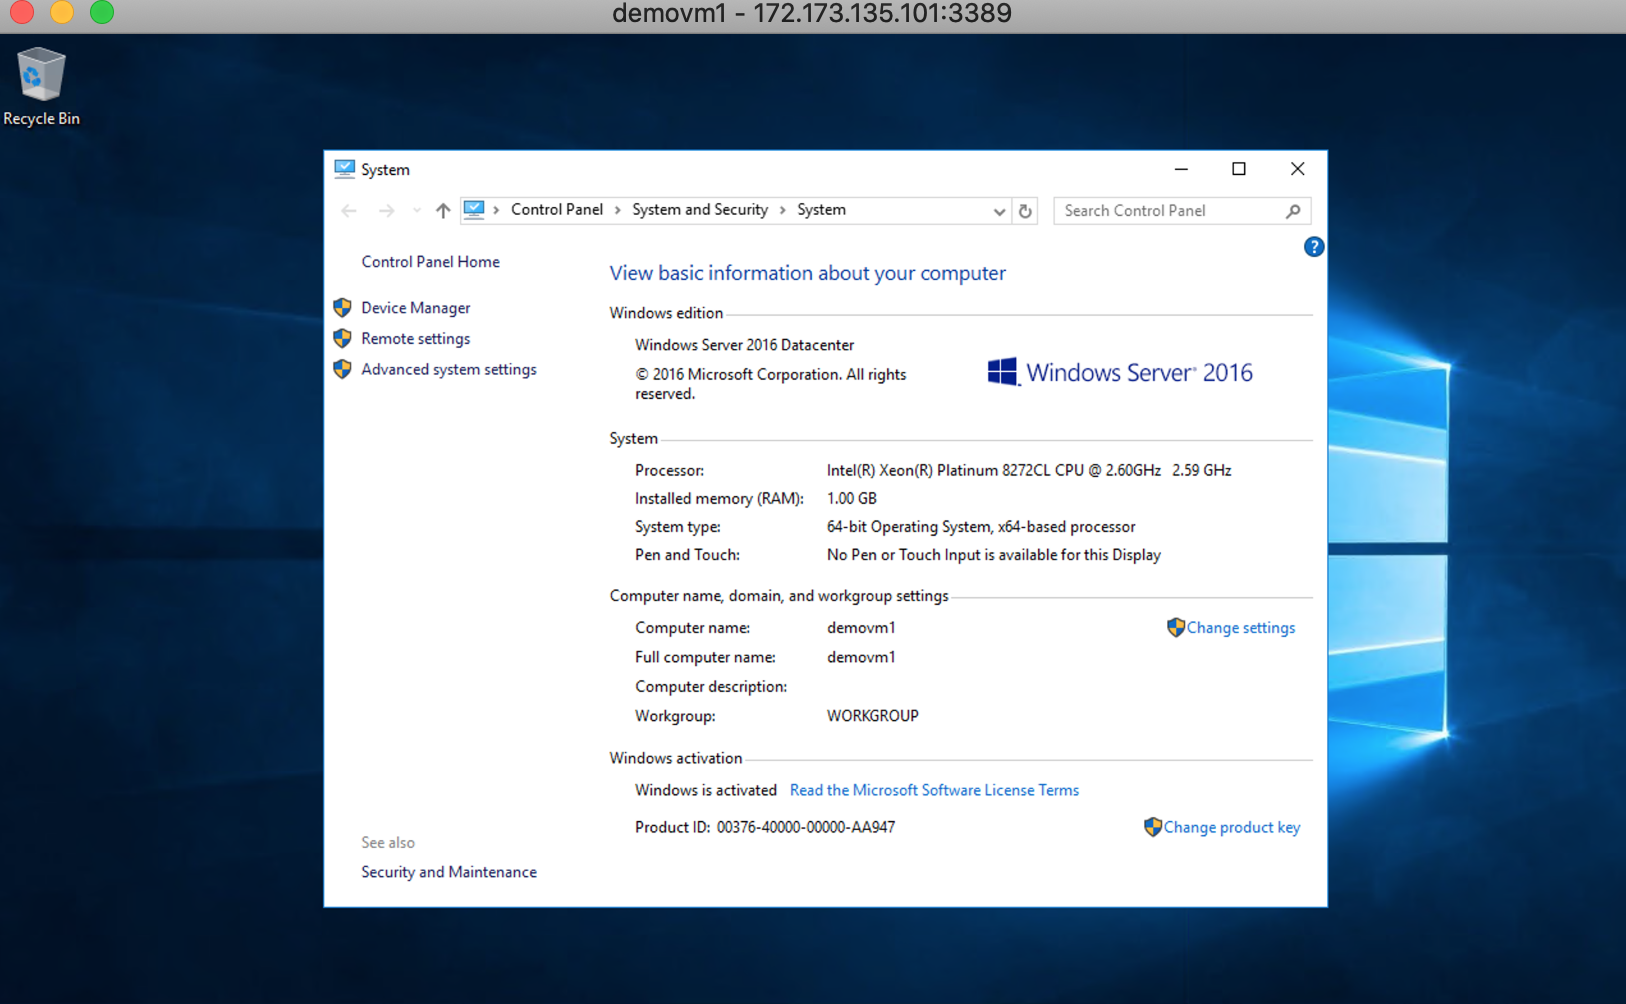 demovm1 - 172.173.135.101:3389
Recycle Bin
System
Control Panel > System and Security > System
Search Control Panel
?
Control Panel Home
Device Manager
Remote settings
Advanced system settings
See also
Security and Maintenance
View basic information about your computer
Windows edition
Windows Server 2016 Datacenter
© 2016 Microsoft Corporation. All rights
reserved.
Windows Server® 2016
System
Processor: Intel(R) Xeon(R) Platinum 8272CL CPU @ 2.60GHz 2.59 GHz
Installed memory (RAM): 1.00 GB
System type: 64-bit Operating System, x64-based processor
Pen and Touch: No Pen or Touch Input is available for this Display
Computer name, domain, and workgroup settings
Computer name: demovm1 Change settings
Full computer name: demovm1
Computer description:
Workgroup: WORKGROUP
Windows activation
Windows is activated Read the Microsoft Software License Terms
Product ID: 00376-40000-00000-AA947 Change product key